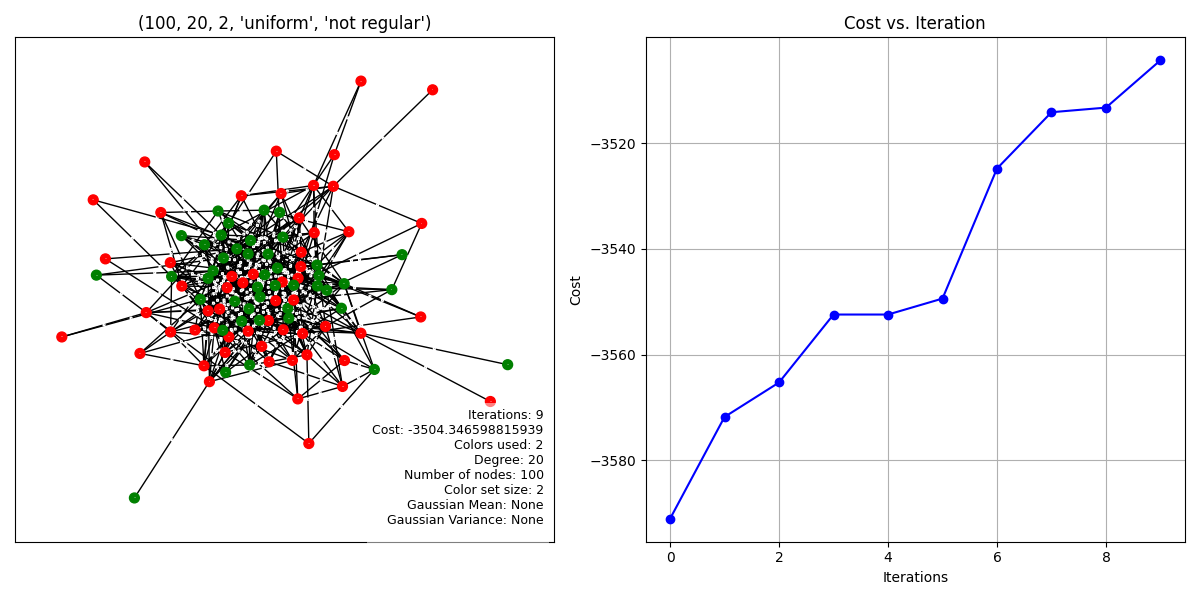 (100, 20, 2, 'uniform', 'not regular')
Iterations: 9
Cost: -3504.346598815939
Colors used: 2
Degree: 20
Number of nodes: 100
Color set size: 2
Gaussian Mean: None
Gaussian Variance: None
Cost vs. Iteration
Cost
−3520
−3540
−3560
−3580
0 2 4 6 8
Iterations